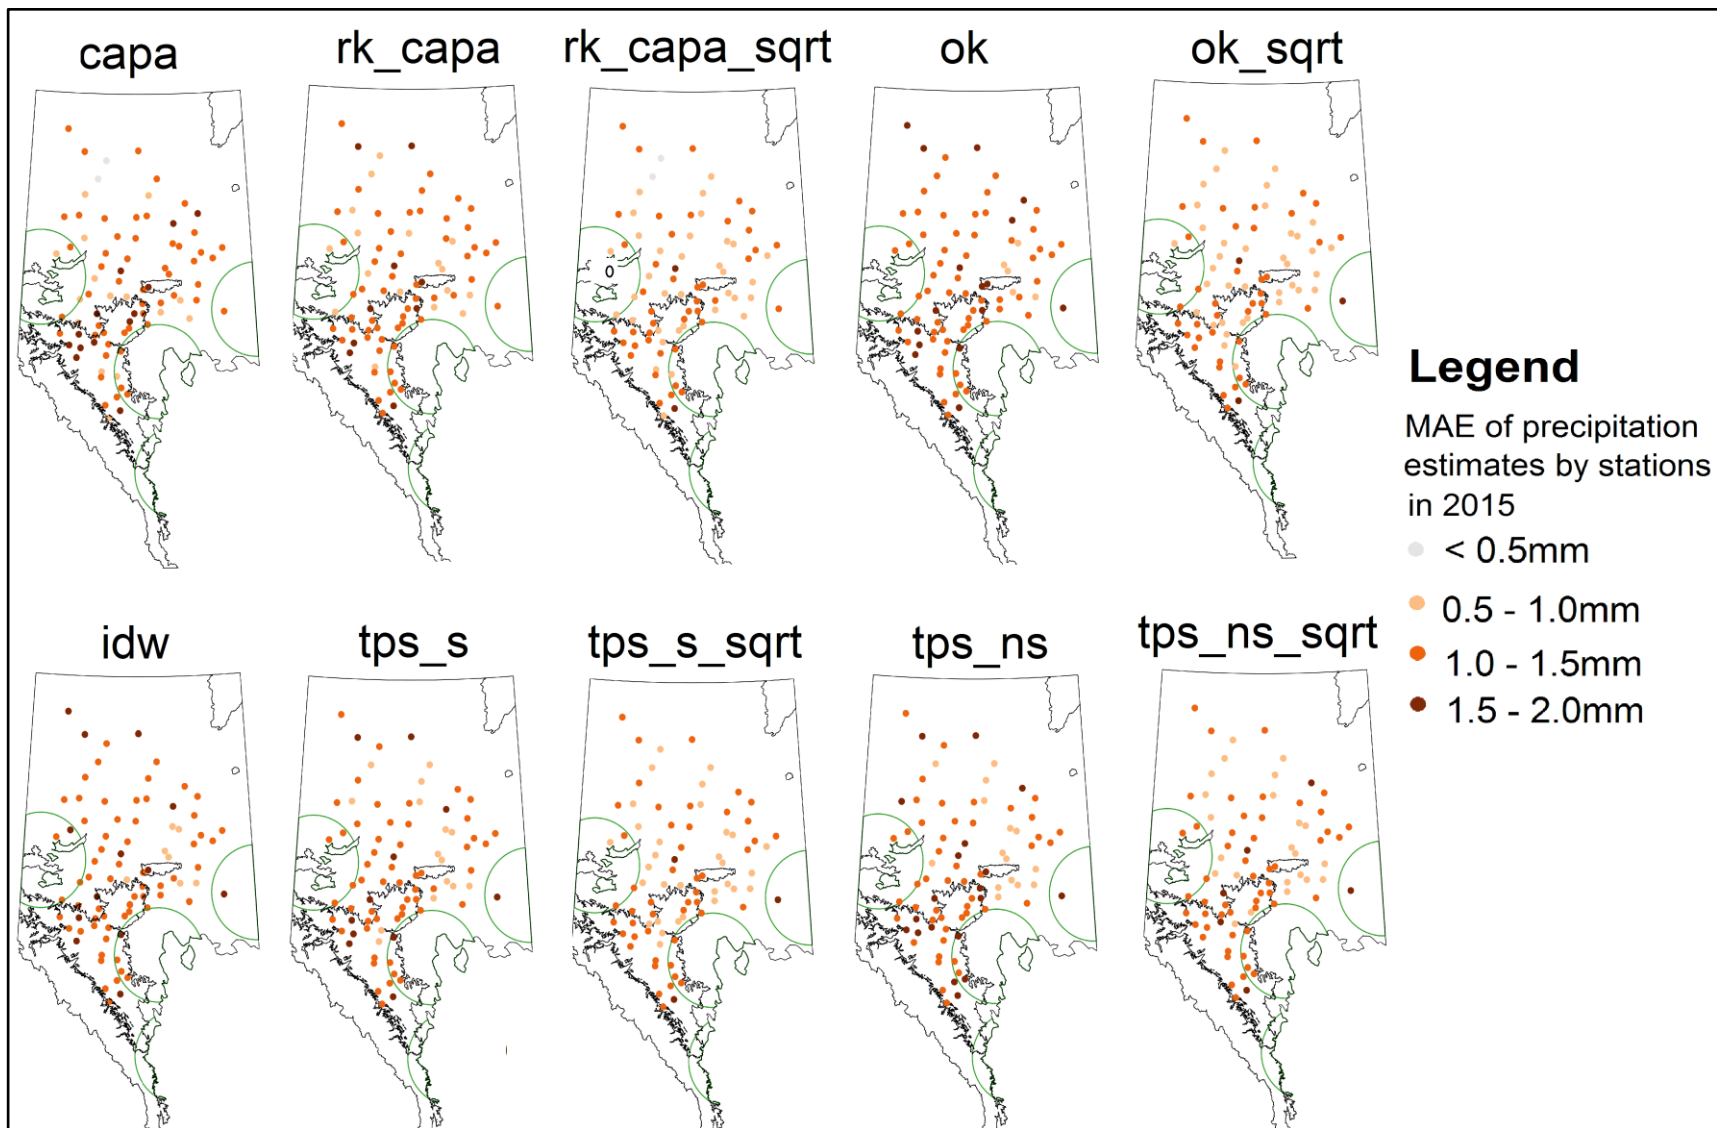 capa
rk_capa
rk_capa_sqrt
ok
ok_sqrt
Legend
MAE of precipitation
estimates by stations
in 2015
< 0.5mm
0.5 - 1.0mm
1.0 - 1.5mm
1.5 - 2.0mm
idw
tps_s
tps_s_sqrt
tps_ns
tps_ns_sqrt